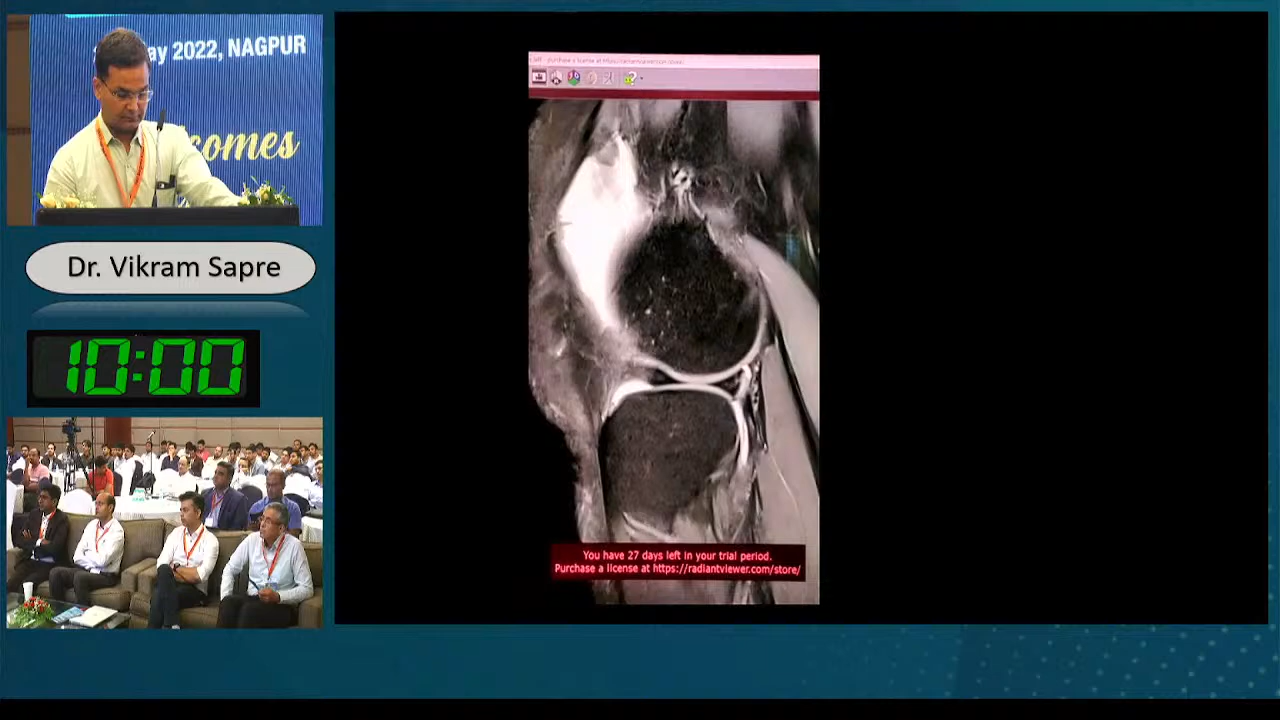 ay 2022, NAGPUR
comes
Dr. Vikram Sapre
10:00
You have 27 days left in your trial period.
Purchase a license at https://radiantviewer.com/store/